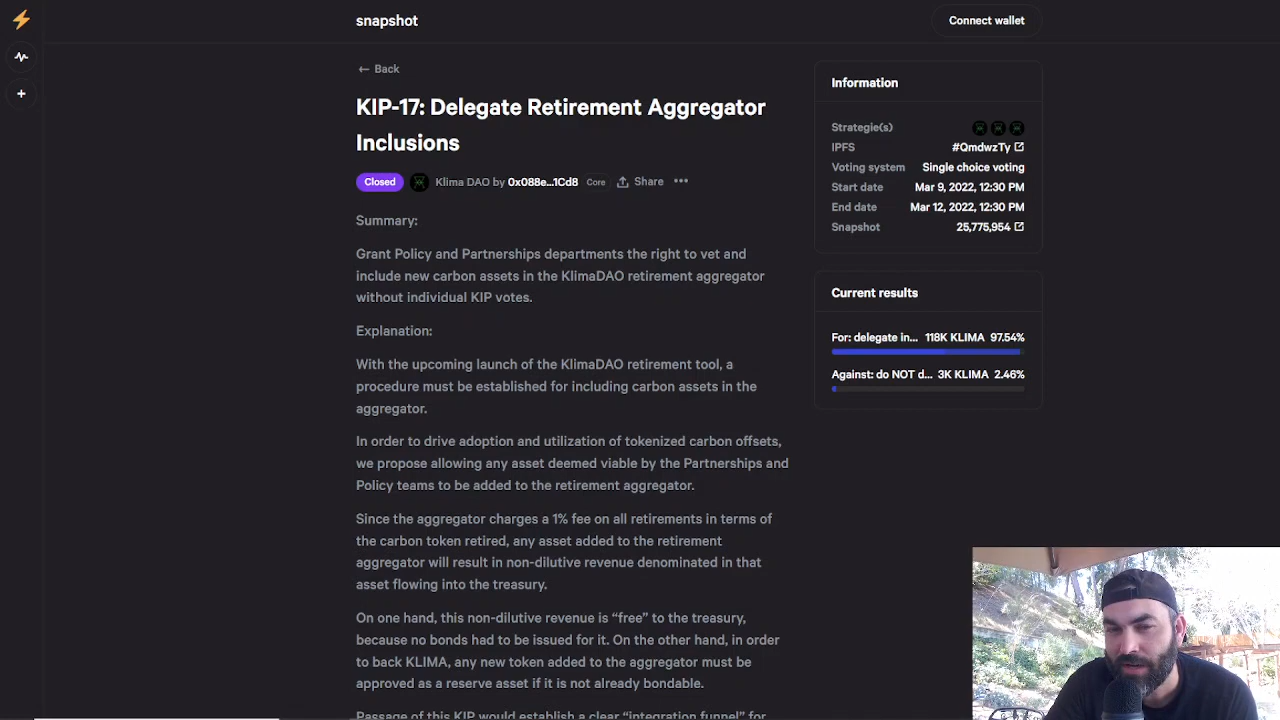 snapshot
Connect wallet
← Back
KIP-17: Delegate Retirement Aggregator
Inclusions
Closed
Klima DAO by 0x088e...1Cd8
Core
Share
Summary:
Grant Policy and Partnerships departments the right to vet and
include new carbon assets in the KlimaDAO retirement aggregator
without individual KIP votes.
Explanation:
With the upcoming launch of the KlimaDAO retirement tool, a
procedure must be established for including carbon assets in the
aggregator.
In order to drive adoption and utilization of tokenized carbon offsets,
we propose allowing any asset deemed viable by the Partnerships and
Policy teams to be added to the retirement aggregator.
Since the aggregator charges a 1% fee on all retirements in terms of
the carbon token retired, any asset added to the retirement
aggregator will result in non-dilutive revenue denominated in that
asset flowing into the treasury.
On one hand, this non-dilutive revenue is “free” to the treasury,
because no bonds had to be issued for it. On the other hand, in order
to back KLIMA, any new token added to the aggregator must be
approved as a reserve asset if it is not already bondable.
Passage of this KIP would establish a clear “integration funnel” for
Information
Strategie(s)
IPFS #QmdwzTy
Voting system Single choice voting
Start date Mar 9, 2022, 12:30 PM
End date Mar 12, 2022, 12:30 PM
Snapshot 25,775,954
Current results
For: delegate in... 118K KLIMA 97.54%
Against: do NOT d... 3K KLIMA 2.46%